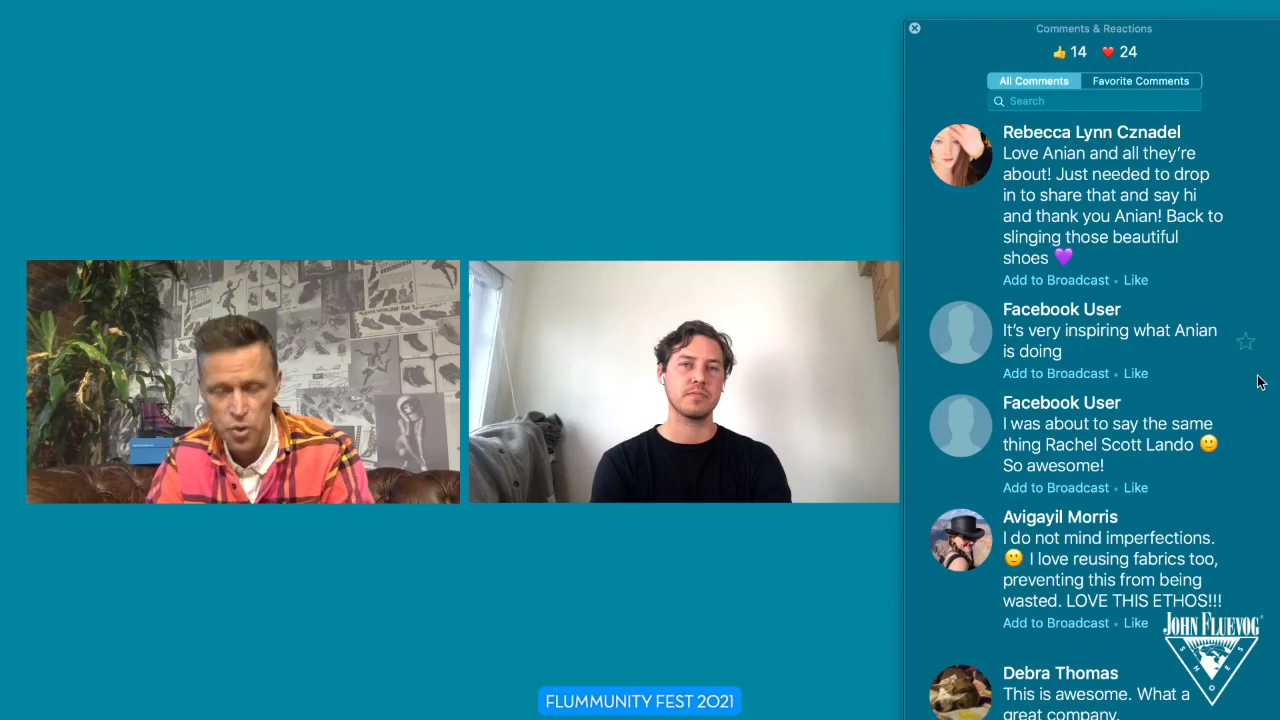 Comments & Reactions
👍 14 ❤️ 24
All Comments Favorite Comments
Search
Rebecca Lynn Cznadel
Love Anian and all they're
about! Just needed to drop
in to share that and say hi
and thank you Anian! Back to
slinging those beautiful
shoes 💜
Add to Broadcast • Like
Facebook User
It's very inspiring what Anian
is doing
Add to Broadcast • Like
Facebook User
I was about to say the same
thing Rachel Scott Lando 🙂
So awesome!
Add to Broadcast • Like
Avigayil Morris
I do not mind imperfections.
🙂 I love reusing fabrics too,
preventing this from being
wasted. LOVE THIS ETHOS!!!
Add to Broadcast • Like
Debra Thomas
This is awesome. What a
great company.
JOHN FLUEVOG
SHOES
FLUMMUNITY FEST 2021